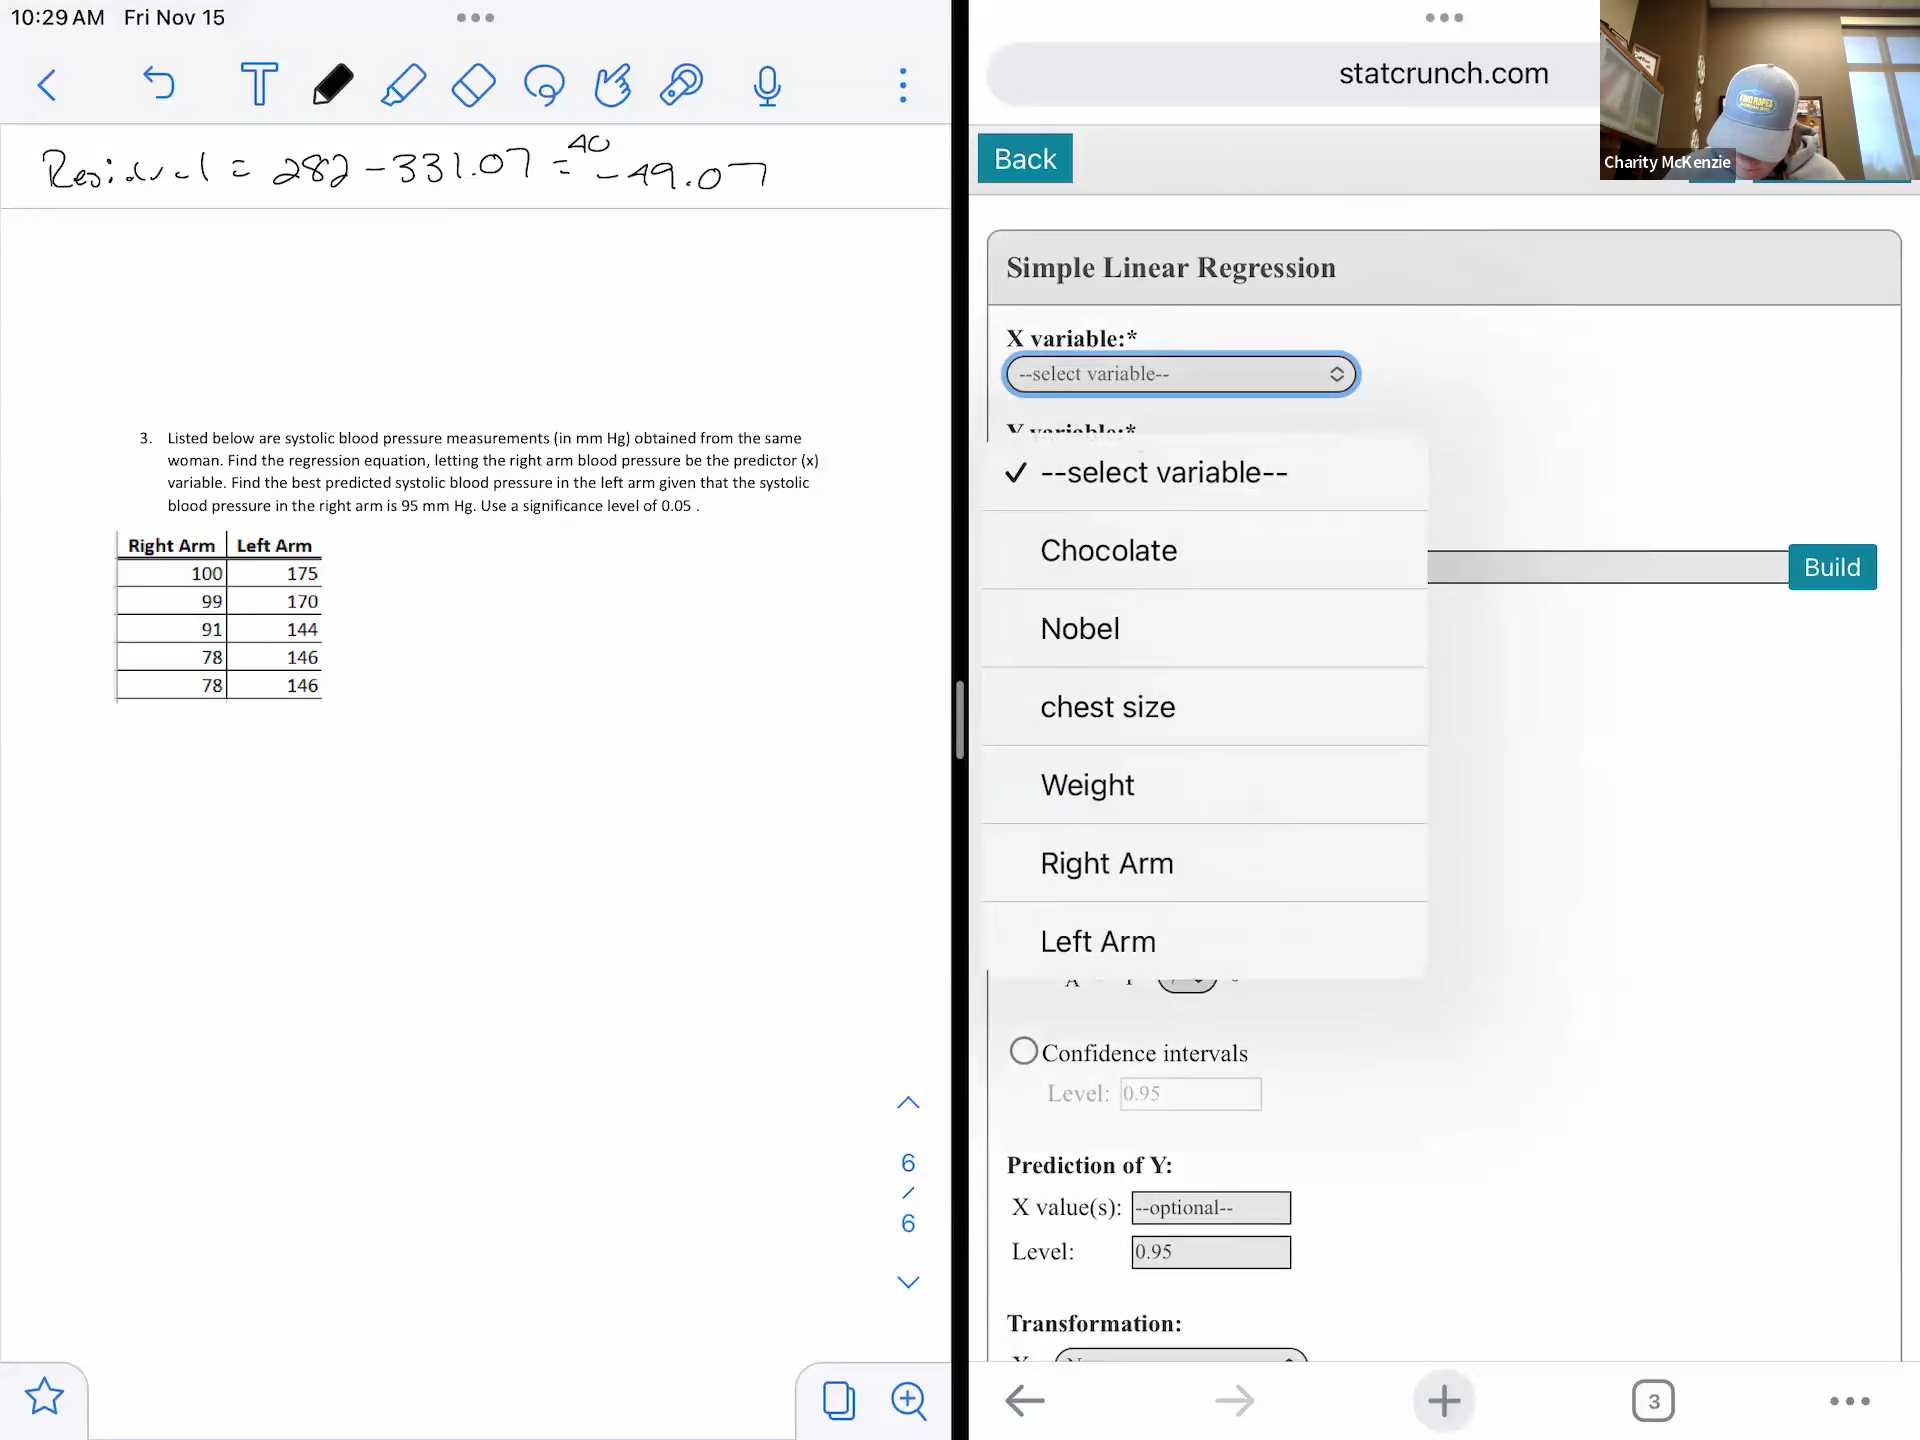 10:29 AM Fri Nov 15
T
Residual = 282 - 331.07 = -49.07
40
3. Listed below are systolic blood pressure measurements (in mm Hg) obtained from the same
woman. Find the regression equation, letting the right arm blood pressure be the predictor (x)
variable. Find the best predicted systolic blood pressure in the left arm given that the systolic
blood pressure in the right arm is 95 mm Hg. Use a significance level of 0.05 .
Right Arm Left Arm
100 175
99 170
91 144
78 146
78 146
6
/
6
statcrunch.com
KING ROPES
Charity McKenzie
Back
Simple Linear Regression
X variable:*
--select variable--
Y variable:*
✓ --select variable--
Chocolate
Nobel
chest size
Weight
Right Arm
Left Arm
Build
Confidence intervals
Level: 0.95
Prediction of Y:
X value(s): --optional--
Level: 0.95
Transformation:
3